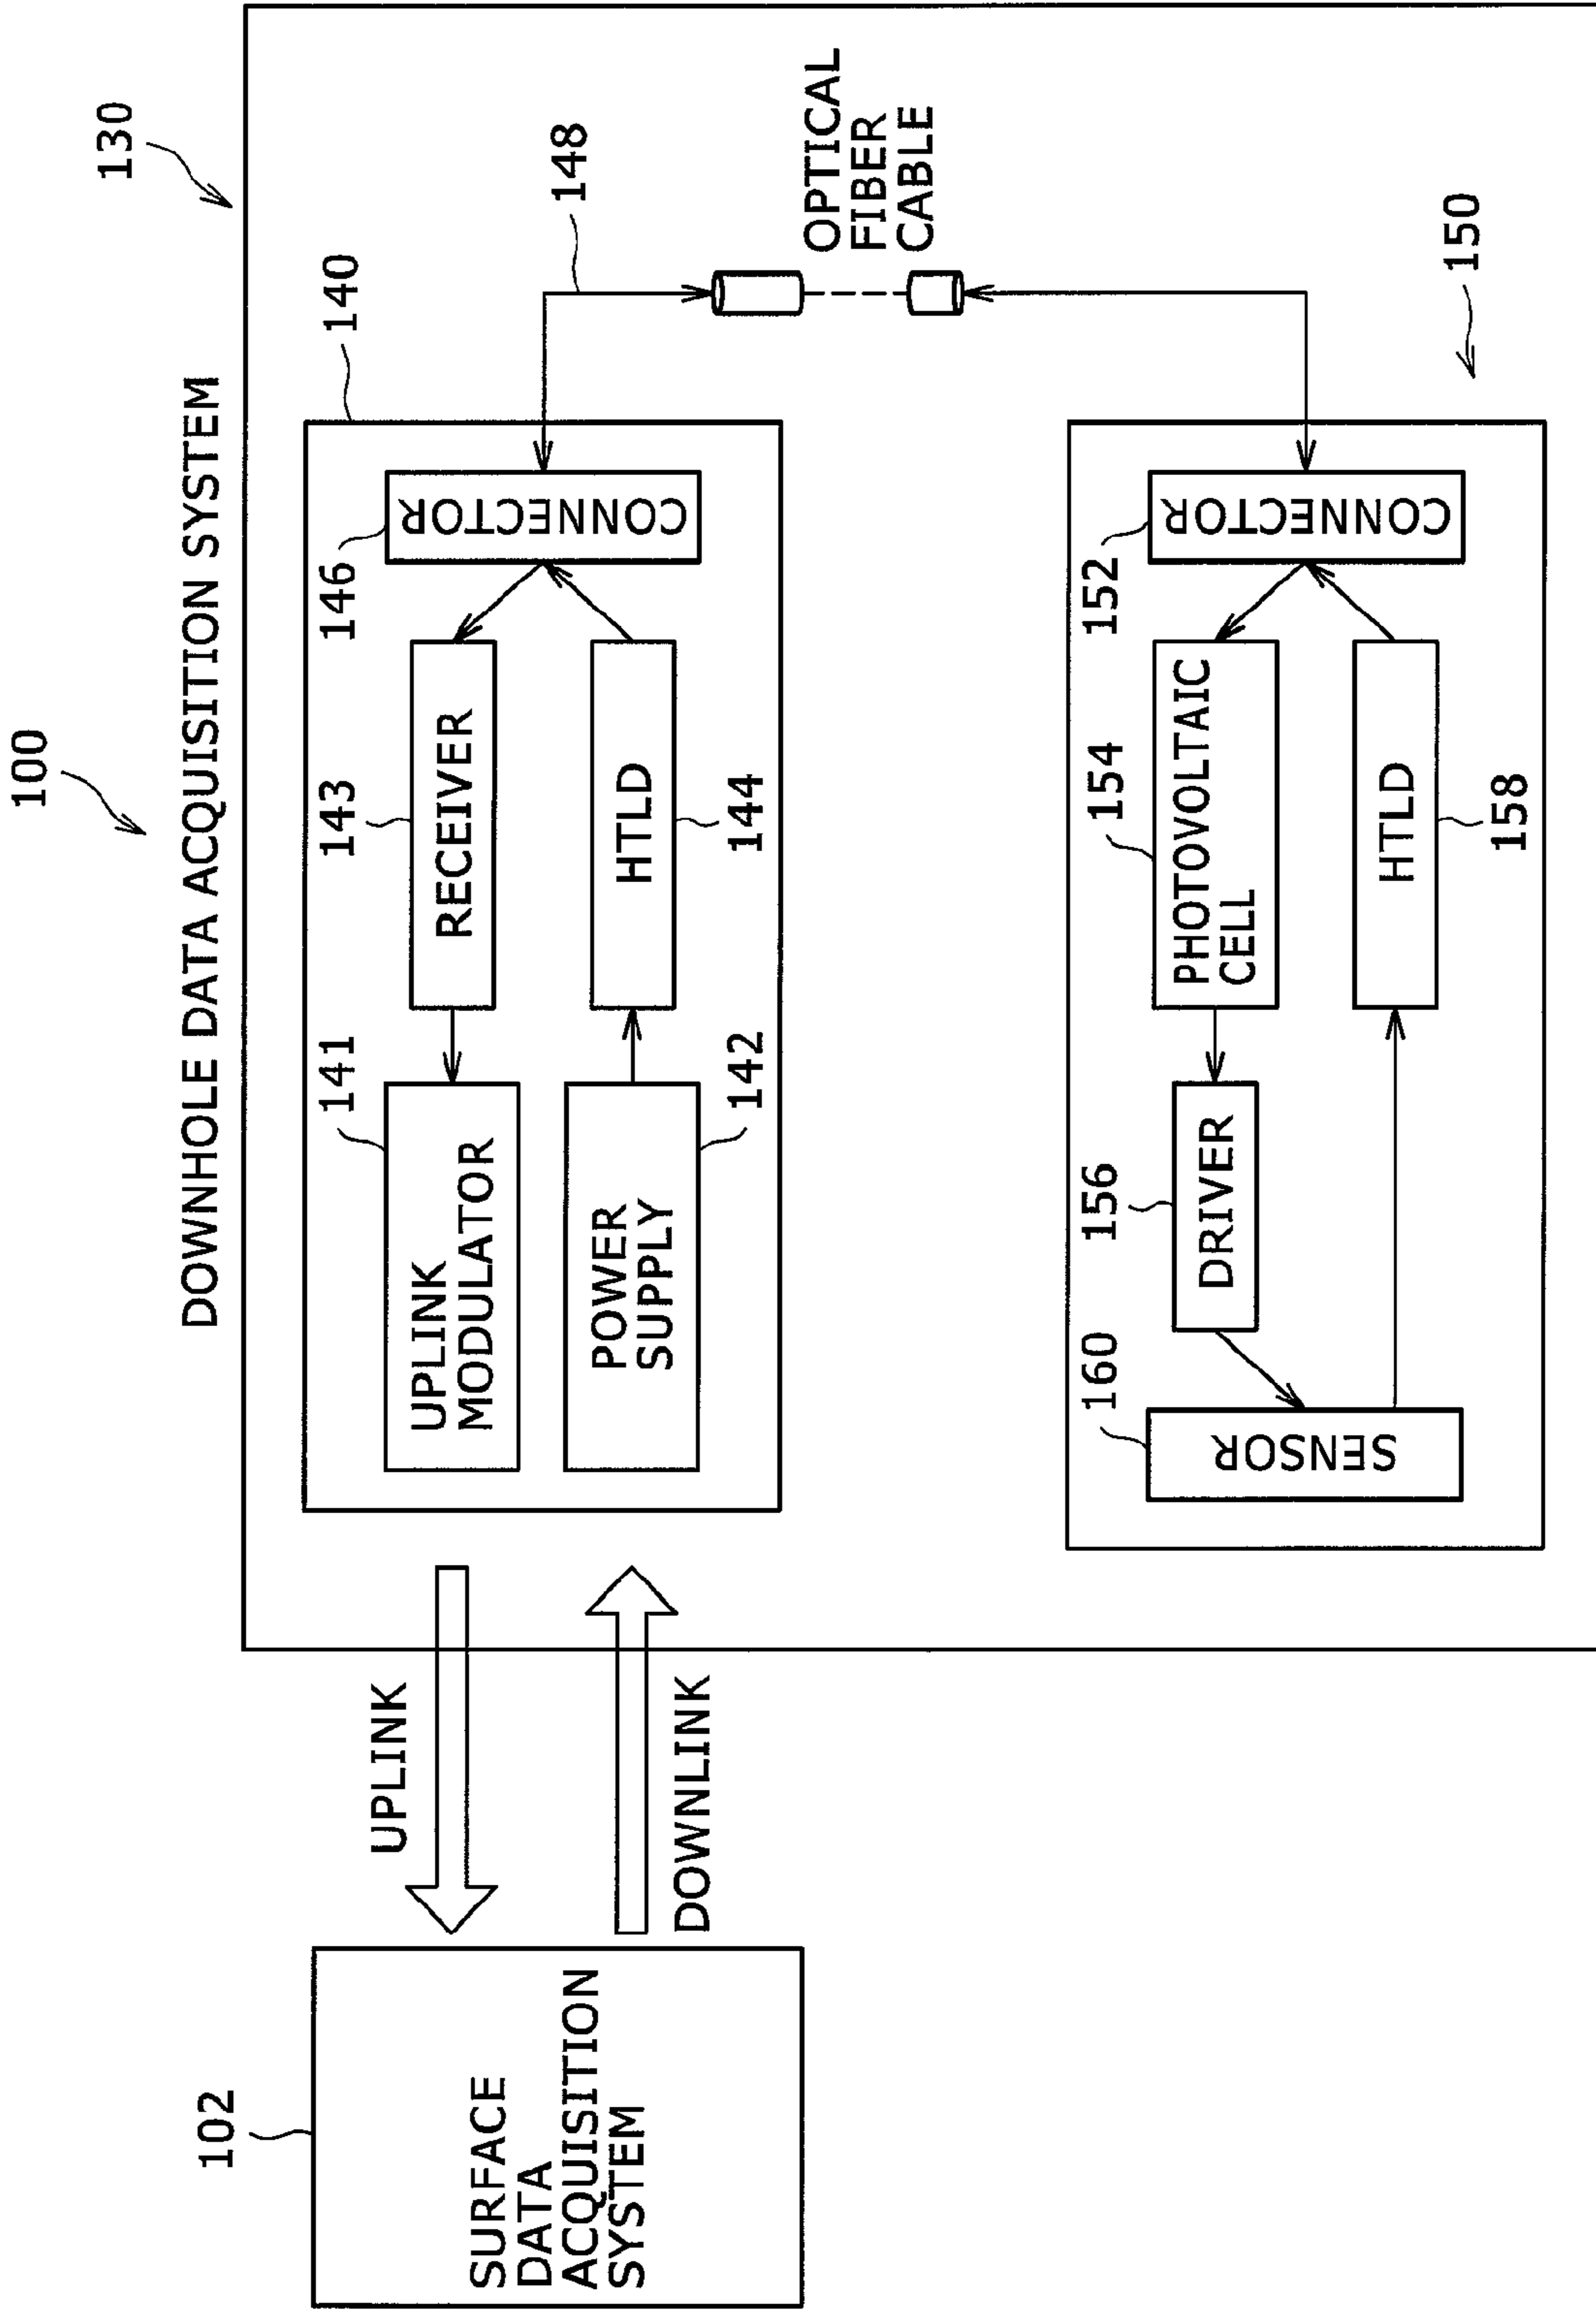 100
DOWNHOLE DATA ACQUISITION SYSTEM
130
102
SURFACE
DATA
ACQUISITION
SYSTEM
UPLINK
DOWNLINK
140
141
UPLINK
MODULATOR
143
RECEIVER
146
CONNECTOR
POWER
SUPPLY
142
HTLD
144
148
OPTICAL
FIBER
CABLE
150
160
SENSOR
156
DRIVER
154
PHOTOVOLTAIC
CELL
152
CONNECTOR
HTLD
158